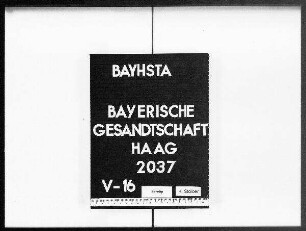 BAYHSTA
BAYERISCHE
GESANDTSCHAFT
HAAG
2037
V-16